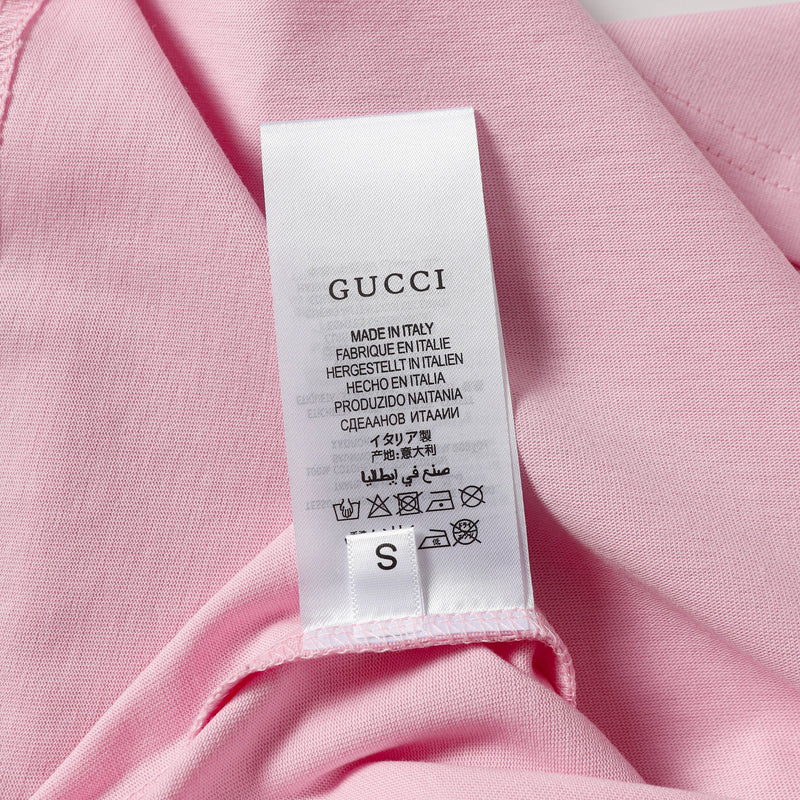 GUCCI
MADE IN ITALY
FABRIQUE EN ITALIE
HERGESTELLT IN ITALIEN
HECHO EN ITALIA
PRODUZIDO NAITANIA
СДЕААНОВ ИТААИИ
イタリア製
产地:意大利
صنع في إيطاليا
S